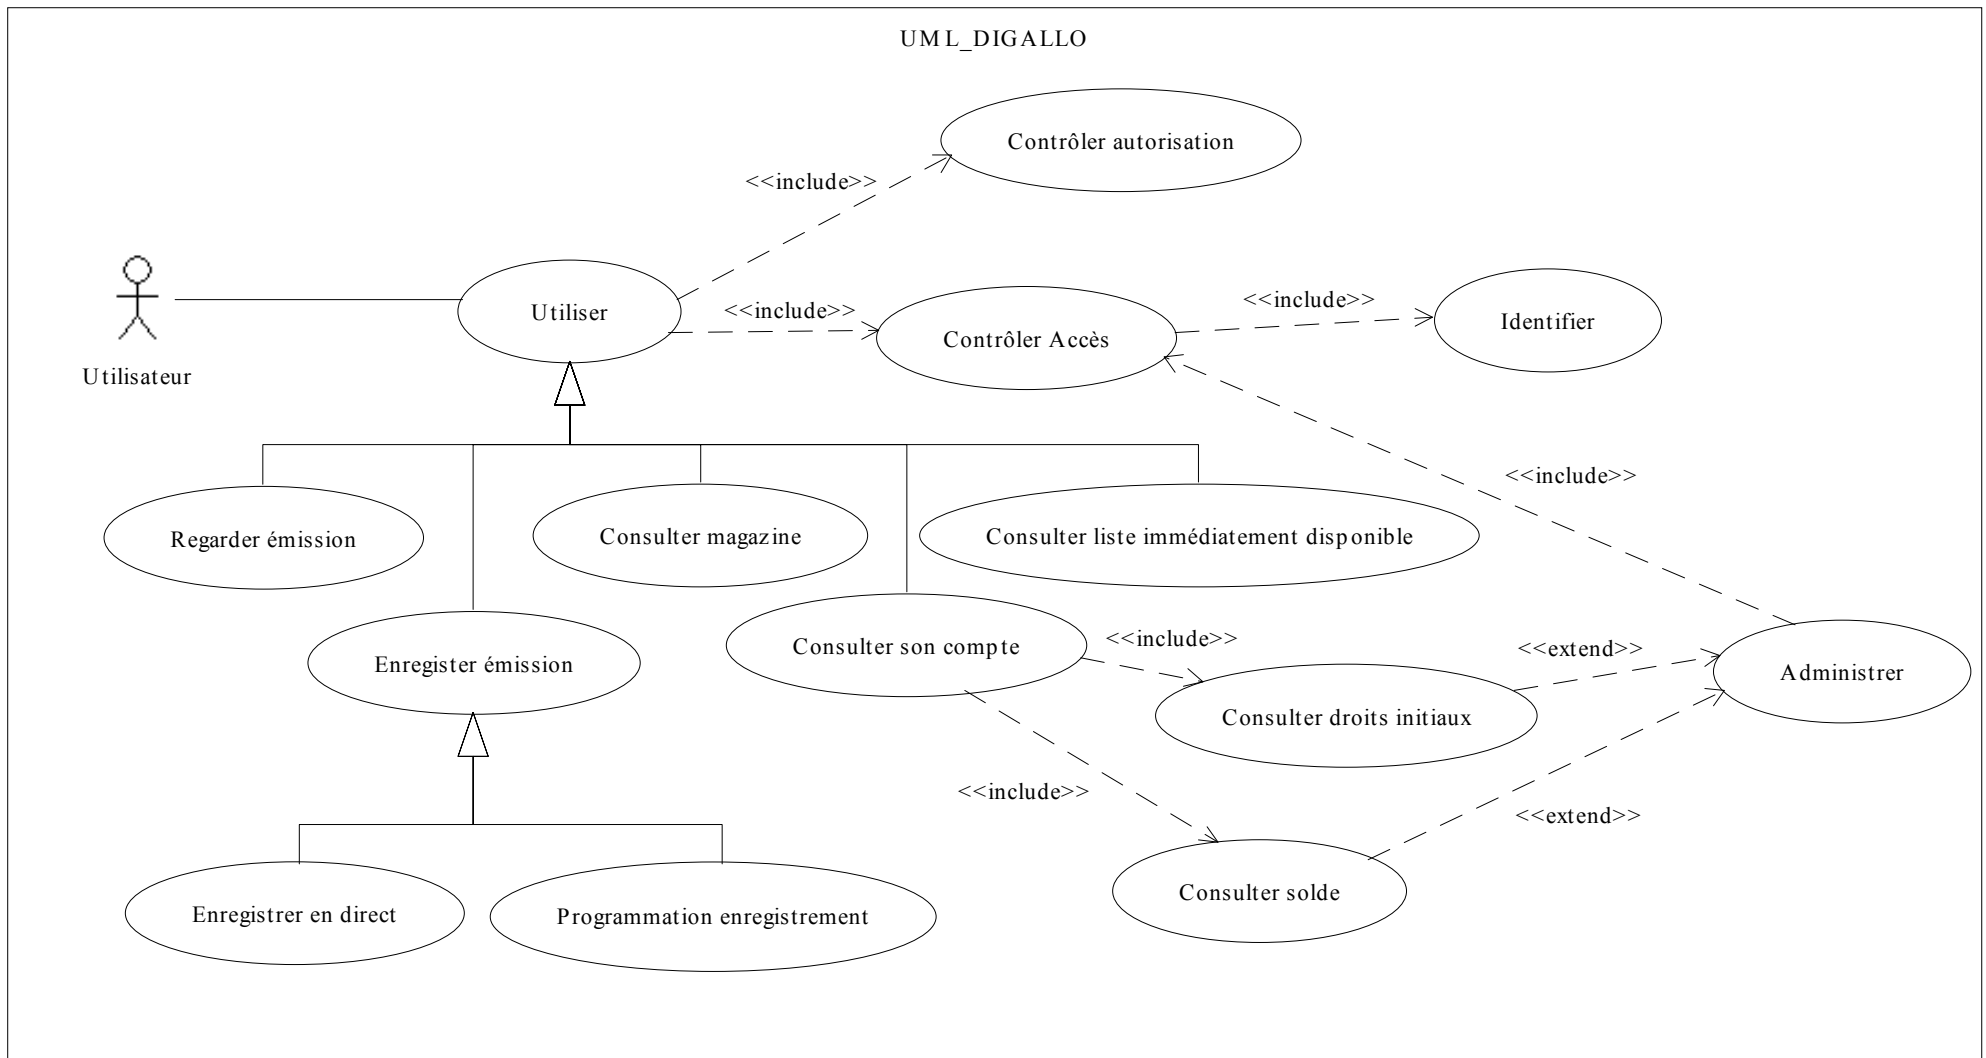 UML_DIGALLO
Contrôler autorisation
<<include>>
Utiliser
<<include>>
Contrôler Accès
<<include>>
Identifier
Utilisateur
<<include>>
Regarder émission
Consulter magazine
Consulter liste immédiatement disponible
Enregister émission
Consulter son compte
<<include>>
<<extend>>
Administrer
Consulter droits initiaux
<<include>>
<<extend>>
Enregistrer en direct
Programmation enregistrement
Consulter solde